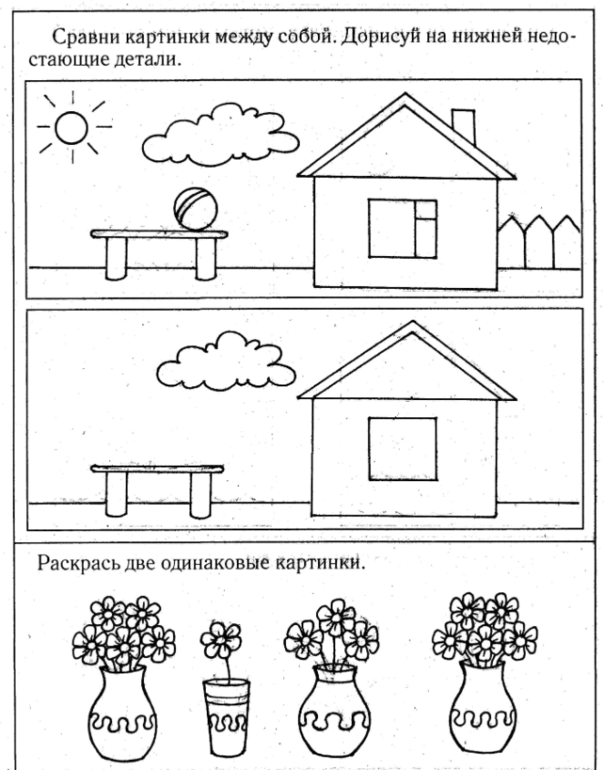 Сравни картинки между собой. Дорисуй на нижней недо-
стающие детали.
Раскрась две одинаковые картинки.